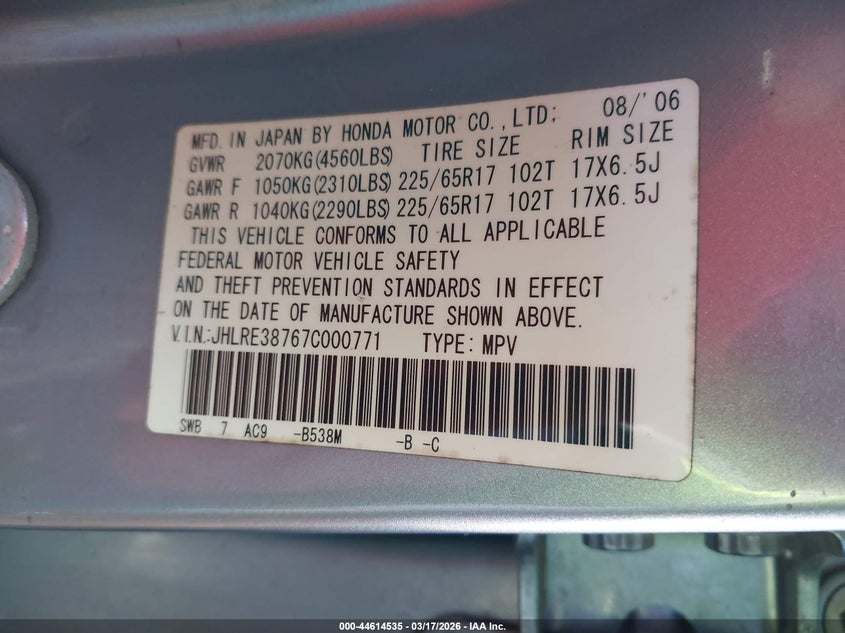 MFD. IN JAPAN BY HONDA MOTOR CO.,LTD; 08/'06
GVWR 2070KG(4560LBS) TIRE SIZE RIM SIZE
GAWR F 1050KG(2310LBS) 225/65R17 102T 17X6.5J
GAWR R 1040KG(2290LBS) 225/65R17 102T 17X6.5J
THIS VEHICLE CONFORMS TO ALL APPLICABLE
FEDERAL MOTOR VEHICLE SAFETY
AND THEFT PREVENTION STANDARDS IN EFFECT
ON THE DATE OF MANUFACTURE SHOWN ABOVE.
V.I.N.:JHLRE38767C000771 TYPE: MPV
SWB 7 AC9 -B538M -B -C
000-44614535 - 03/17/2026 - IAA Inc.